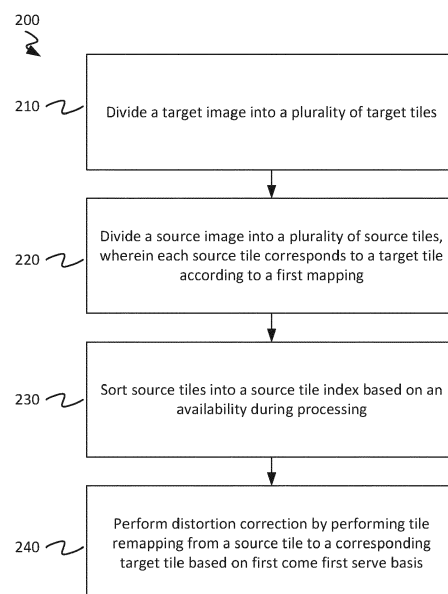 200
210
Divide a target image into a plurality of target tiles
220
Divide a source image into a plurality of source tiles,
wherein each source tile corresponds to a target tile
according to a first mapping
230
Sort source tiles into a source tile index based on an
availability during processing
240
Perform distortion correction by performing tile
remapping from a source tile to a corresponding
target tile based on first come first serve basis